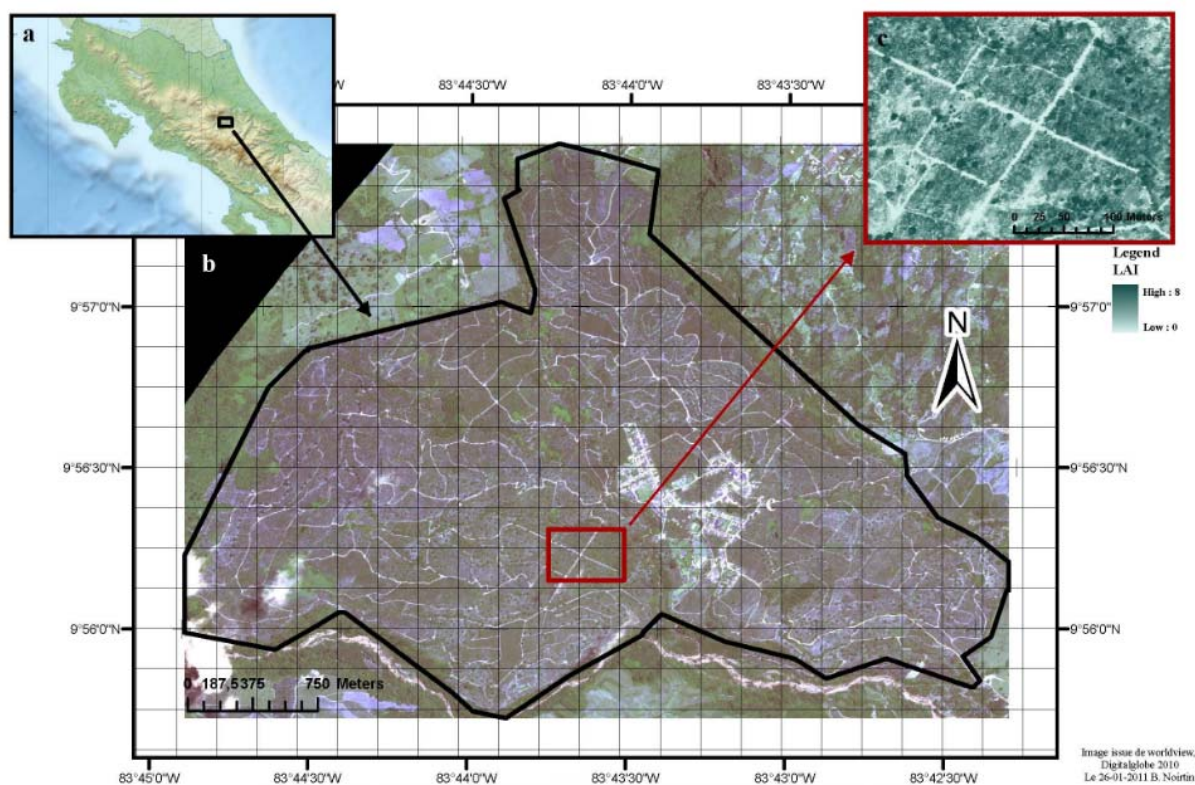 a
c
0 25 50 100 Meters
83°44'30"W 83°44'0"W 83°43'30"W
Legend
LAI
High : 8
Low : 0
b
N
9°57'0"N 9°57'0"N
9°56'30"N 9°56'30"N
9°56'0"N 9°56'0"N
0 187,5375 750 Meters
83°45'0"W 83°44'30"W 83°44'0"W 83°43'30"W 83°43'0"W 83°42'30"W
Image issue de worldview,
Digitalglobe 2010
Le 26-01-2011 B. Noirtin